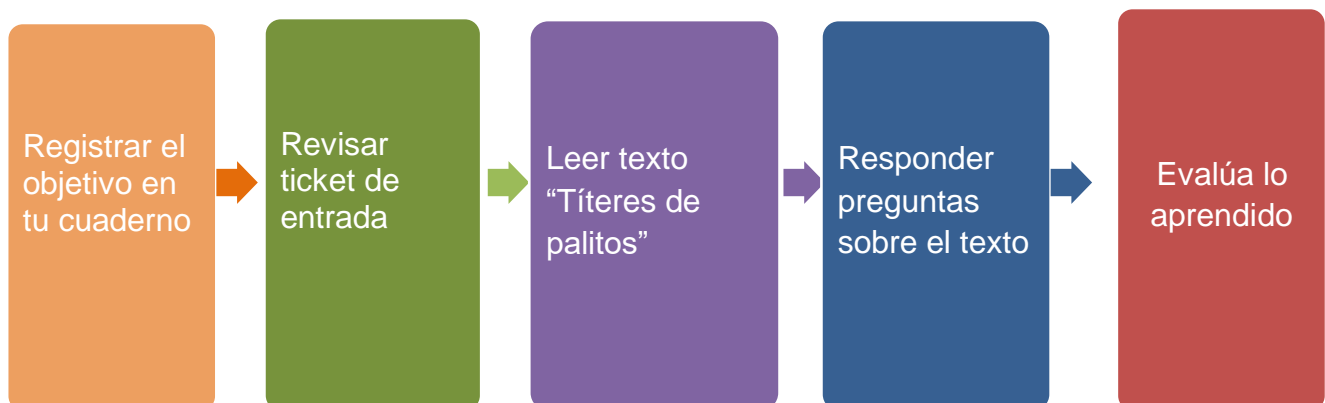 Registrar el
objetivo en
tu cuaderno
Revisar
ticket de
entrada
Leer texto
“Títeres de
palitos”
Responder
preguntas
sobre el texto
Evalúa lo
aprendido